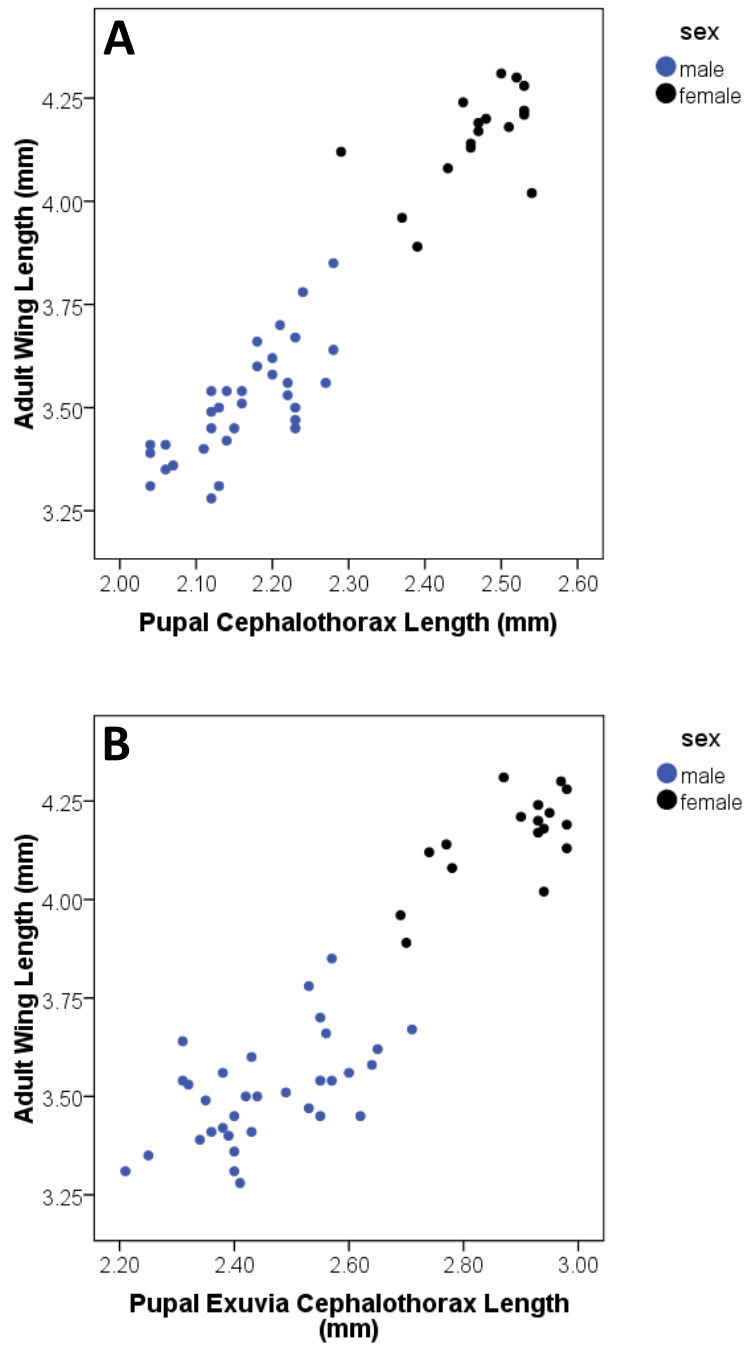 A
sex
male
female
4.25
4.00
3.75
3.50
3.25
Adult Wing Length (mm)
2.00 2.10 2.20 2.30 2.40 2.50 2.60
Pupal Cephalothorax Length (mm)
B
sex
male
female
4.25
4.00
3.75
3.50
3.25
Adult Wing Length (mm)
2.20 2.40 2.60 2.80 3.00
Pupal Exuvia Cephalothorax Length
(mm)